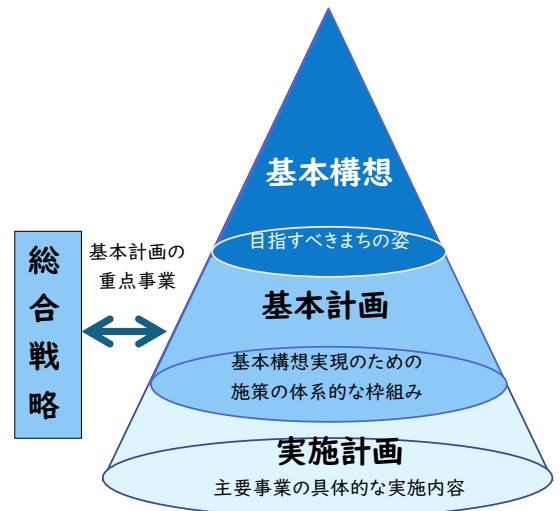 基本構想
目指すべきまちの姿
総合戦略
基本計画の
重点事業
基本計画
基本構想実現のための
施策の体系的な枠組み
実施計画
主要事業の具体的な実施内容